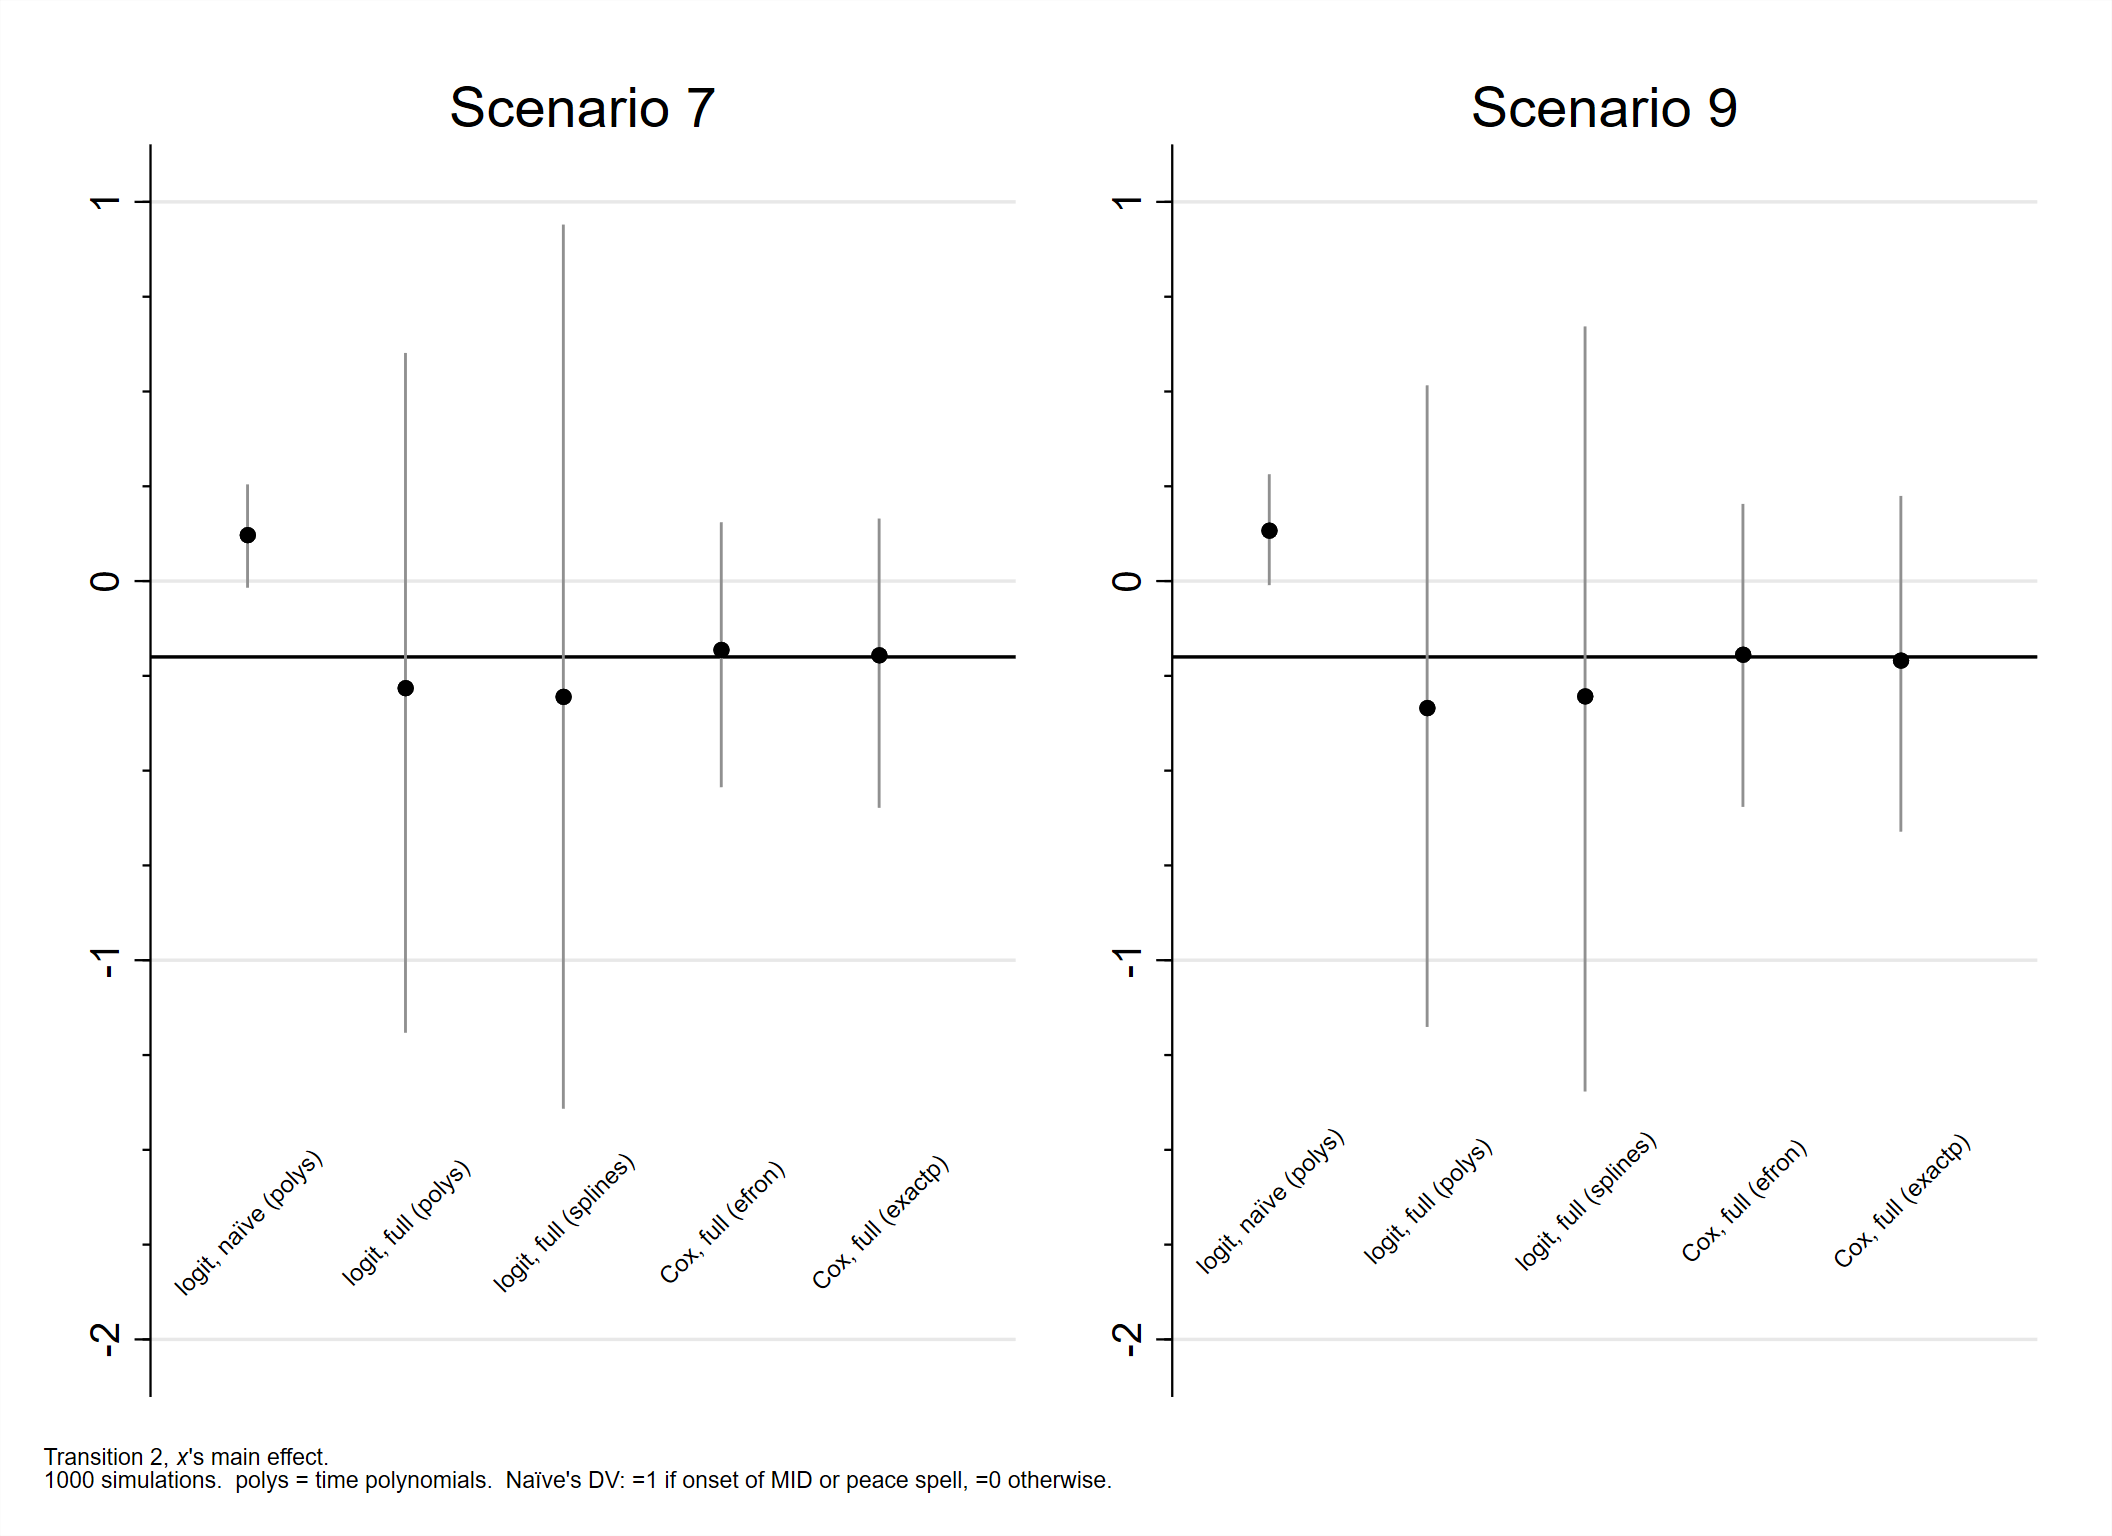 Scenario 7
1
0
-1
-2
logit, naïve (polys)
logit, full (polys)
logit, full (splines)
Cox, full (efron)
Cox, full (exactp)
Scenario 9
1
0
-1
-2
logit, naïve (polys)
logit, full (polys)
logit, full (splines)
Cox, full (efron)
Cox, full (exactp)
Transition 2, x's main effect.
1000 simulations.  polys = time polynomials.  Naïve's DV: =1 if onset of MID or peace spell, =0 otherwise.